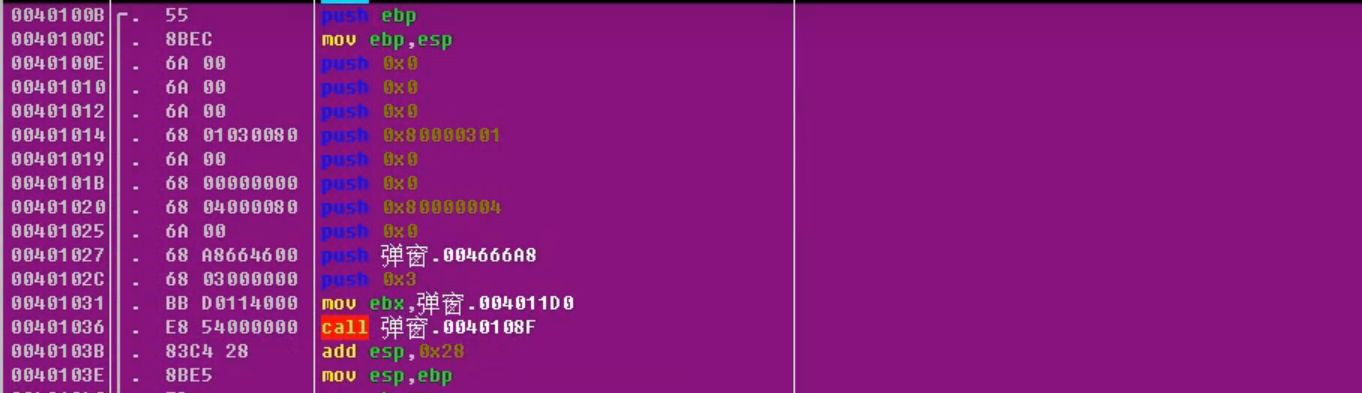 0040100B . 55 push ebp
0040100C . 8BEC mov ebp,esp
0040100E . 6A 00 push 0x0
00401010 . 6A 00 push 0x0
00401012 . 6A 00 push 0x0
00401014 . 68 01030080 push 0x80000301
00401019 . 6A 00 push 0x0
0040101B . 68 00000000 push 0x0
00401020 . 68 04000080 push 0x80000004
00401025 . 6A 00 push 0x0
00401027 . 68 A8664600 push 弹窗.004666A8
0040102C . 68 03000000 push 0x3
00401031 . BB D0114000 mov ebx,弹窗.004011D0
00401036 . E8 54000000 call 弹窗.0040108F
0040103B . 83C4 28 add esp,0x28
0040103E . 8BE5 mov esp,ebp